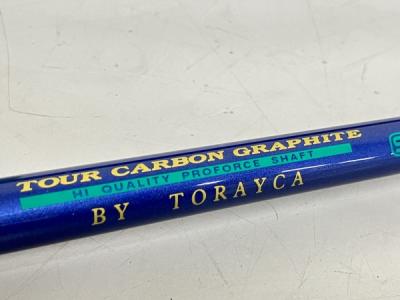 TOUR CARBON GRAPHITE
HI QUALITY PROFORCE SHAFT
BY TORAYCA